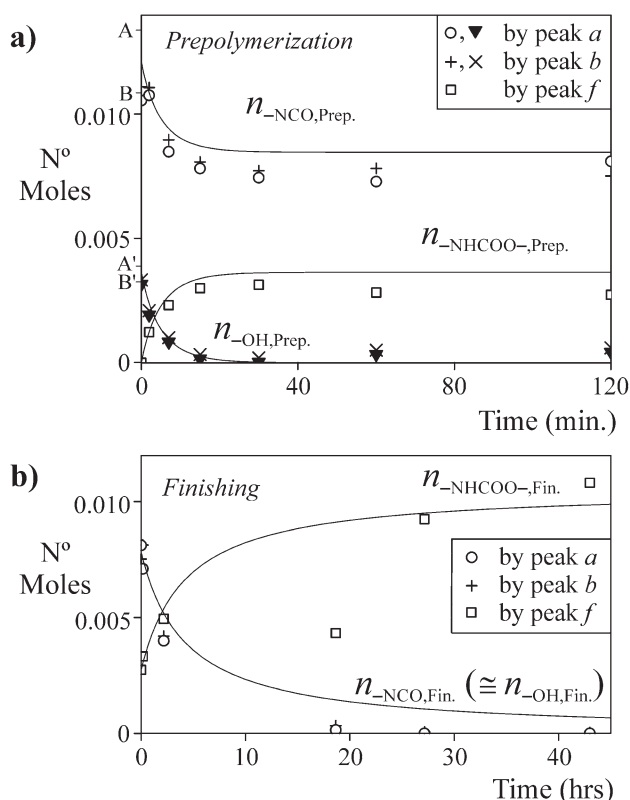 a)
Prepolymerization
○,▼ by peak a
+,× by peak b
□ by peak f
A
B
0.010
Nº
Moles
0.005
A'
B'
0
n–NCO,Prep.
n–NHCOO–,Prep.
n–OH,Prep.
0 40 80 120
Time (min.)
b)
Finishing
n–NHCOO–,Fin.
0.010
Nº
Moles
0.005
0
○ by peak a
+ by peak b
□ by peak f
n–NCO,Fin. (≅ n–OH,Fin.)
0 10 20 30 40
Time (hrs)